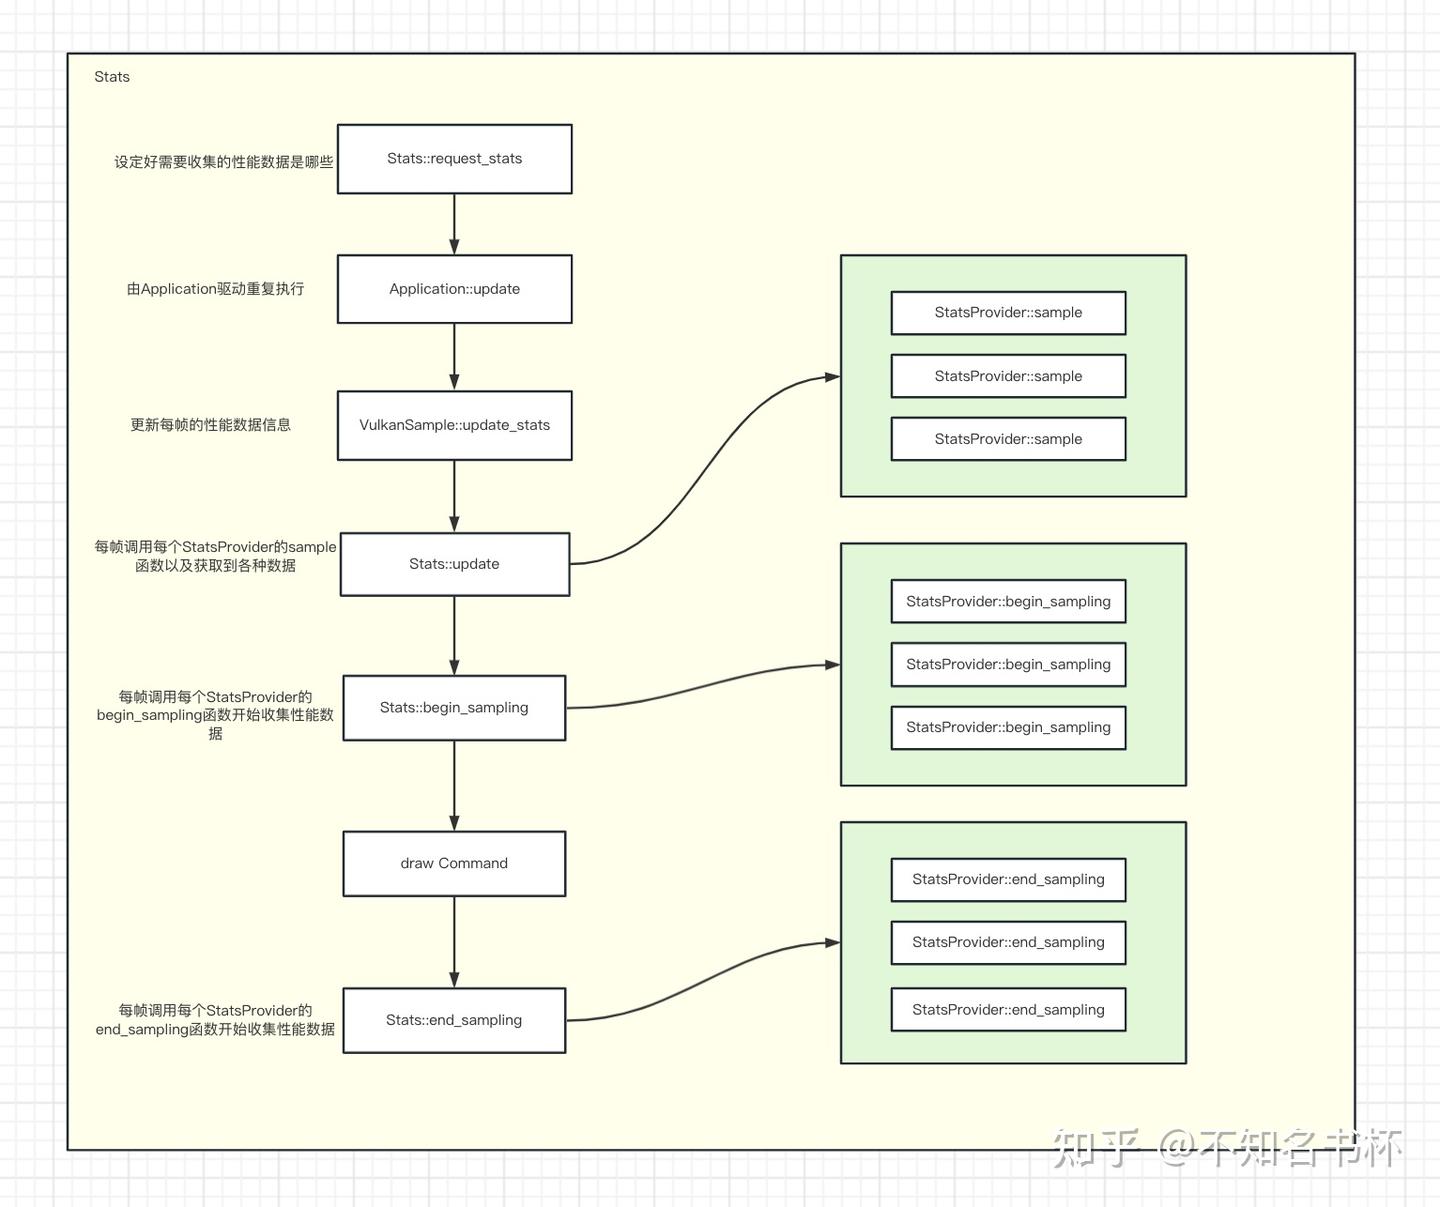 Stats
设定好需要收集的性能数据是哪些
Stats::request_stats
由Application驱动重复执行
Application::update
更新每帧的性能数据信息
VulkanSample::update_stats
每帧调用每个StatsProvider的sample
函数以及获取到各种数据
Stats::update
StatsProvider::sample
StatsProvider::sample
StatsProvider::sample
每帧调用每个StatsProvider的
begin_sampling函数开始收集性能数
据
Stats::begin_sampling
StatsProvider::begin_sampling
StatsProvider::begin_sampling
StatsProvider::begin_sampling
draw Command
每帧调用每个StatsProvider的
end_sampling函数开始收集性能数据
Stats::end_sampling
StatsProvider::end_sampling
StatsProvider::end_sampling
StatsProvider::end_sampling
知乎 @不知名书杯